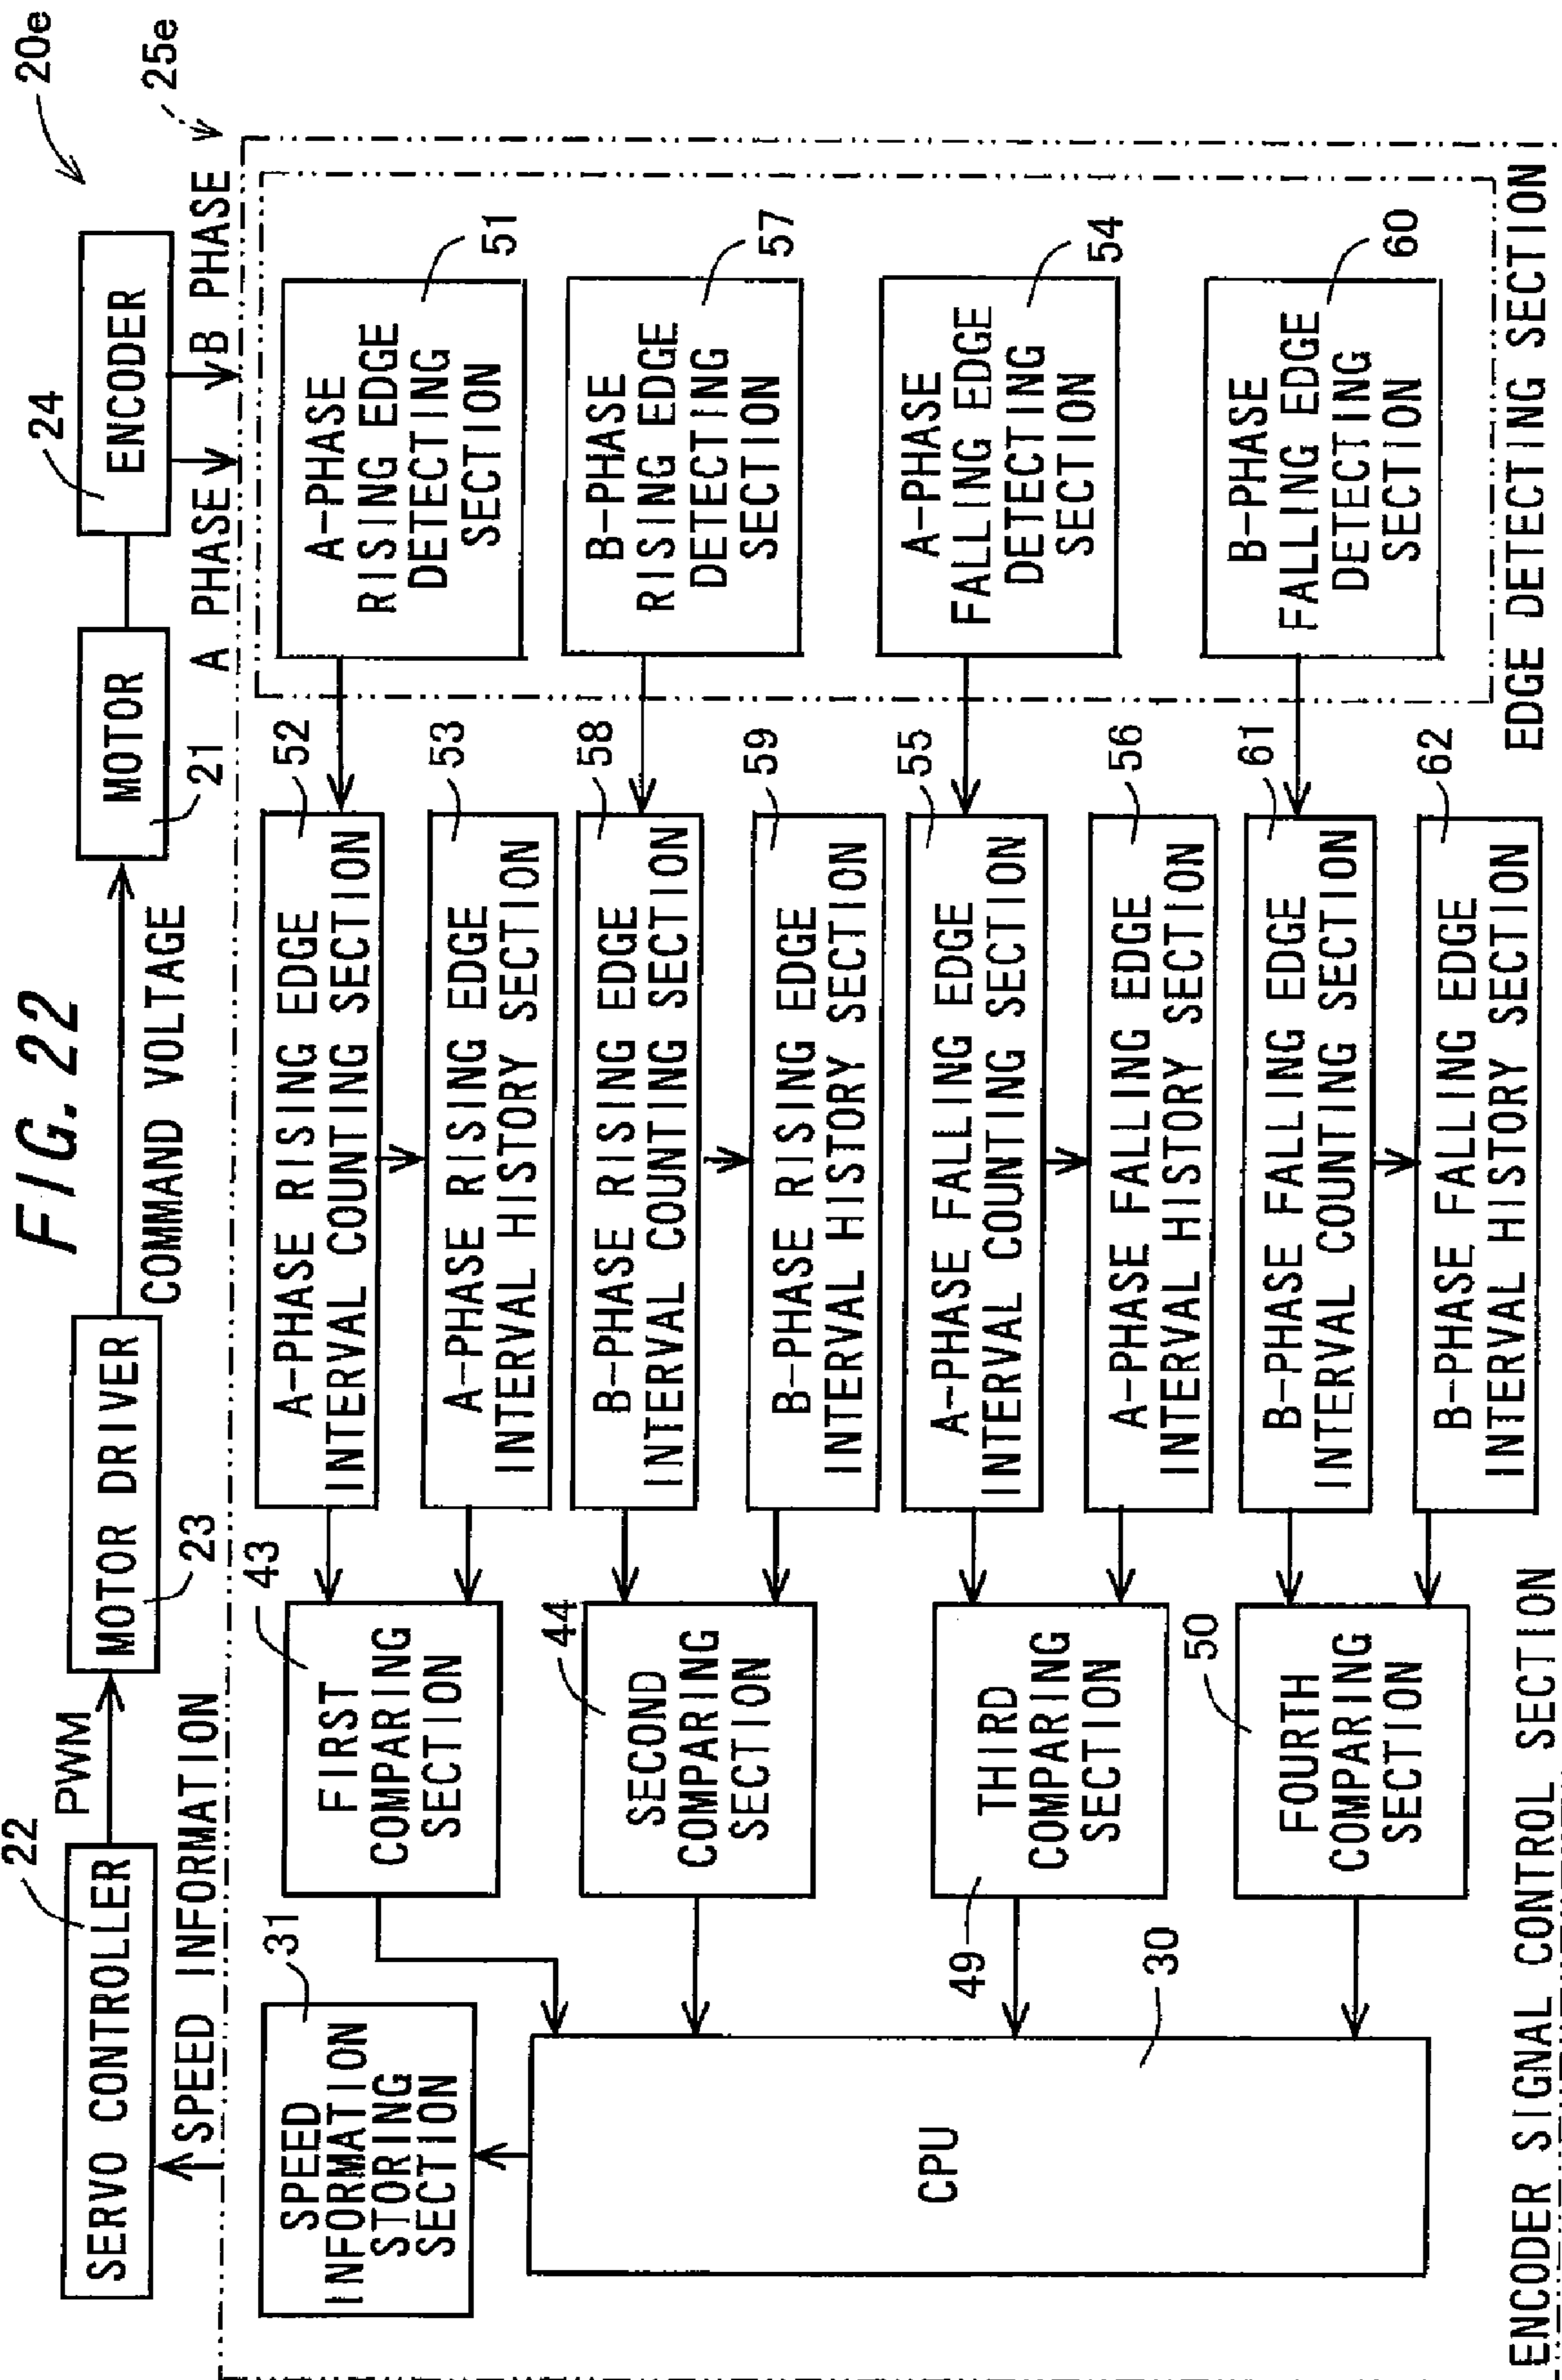 FIG. 22
20e
22
SERVO CONTROLLER
PWM
MOTOR DRIVER
23
COMMAND VOLTAGE
MOTOR
21
24
ENCODER
SPEED INFORMATION
A PHASE
B PHASE
25e
31
SPEED
INFORMATION
STORING
SECTION
CPU
30
43
FIRST
COMPARING
SECTION
44
SECOND
COMPARING
SECTION
49
THIRD
COMPARING
SECTION
50
FOURTH
COMPARING
SECTION
52
A-PHASE RISING EDGE
INTERVAL COUNTING SECTION
53
A-PHASE RISING EDGE
INTERVAL HISTORY SECTION
58
B-PHASE RISING EDGE
INTERVAL COUNTING SECTION
59
B-PHASE RISING EDGE
INTERVAL HISTORY SECTION
55
A-PHASE FALLING EDGE
INTERVAL COUNTING SECTION
56
A-PHASE FALLING EDGE
INTERVAL HISTORY SECTION
61
B-PHASE FALLING EDGE
INTERVAL COUNTING SECTION
62
B-PHASE FALLING EDGE
INTERVAL HISTORY SECTION
A-PHASE
RISING EDGE
DETECTING
SECTION
51
B-PHASE
RISING EDGE
DETECTING
SECTION
57
A-PHASE
FALLING EDGE
DETECTING
SECTION
54
B-PHASE
FALLING EDGE
DETECTING
SECTION
60
EDGE DETECTING SECTION
ENCODER SIGNAL CONTROL SECTION